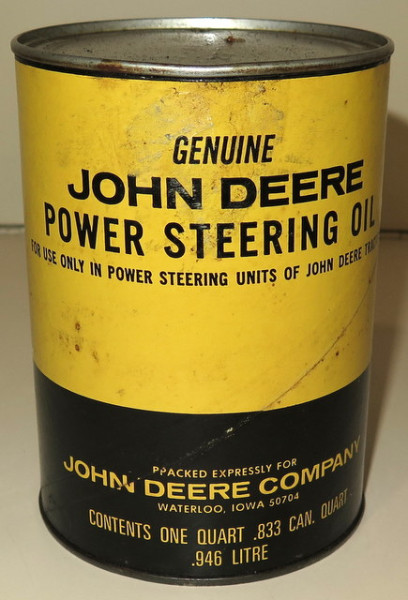 GENUINE
JOHN DEERE
POWER STEERING OIL
FOR USE ONLY IN POWER STEERING UNITS OF JOHN DEERE
PACKED EXPRESSLY FOR
JOHN DEERE COMPANY
WATERLOO, IOWA 50704
CONTENTS ONE QUART .833 CAN. QUART
.946 LITRE